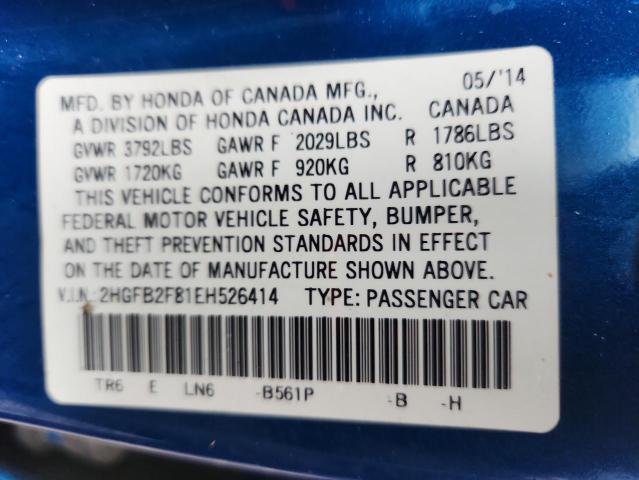 MFD. BY HONDA OF CANADA MFG., 05/'14
A DIVISION OF HONDA CANADA INC. CANADA
GVWR 3792LBS GAWR F 2029LBS R 1786LBS
GVWR 1720KG GAWR F 920KG R 810KG
THIS VEHICLE CONFORMS TO ALL APPLICABLE
FEDERAL MOTOR VEHICLE SAFETY, BUMPER,
AND THEFT PREVENTION STANDARDS IN EFFECT
ON THE DATE OF MANUFACTURE SHOWN ABOVE.
V.I.N.:2HGFB2F81EH526414 TYPE: PASSENGER CAR
TR6 E LN6 -B561P -B -H